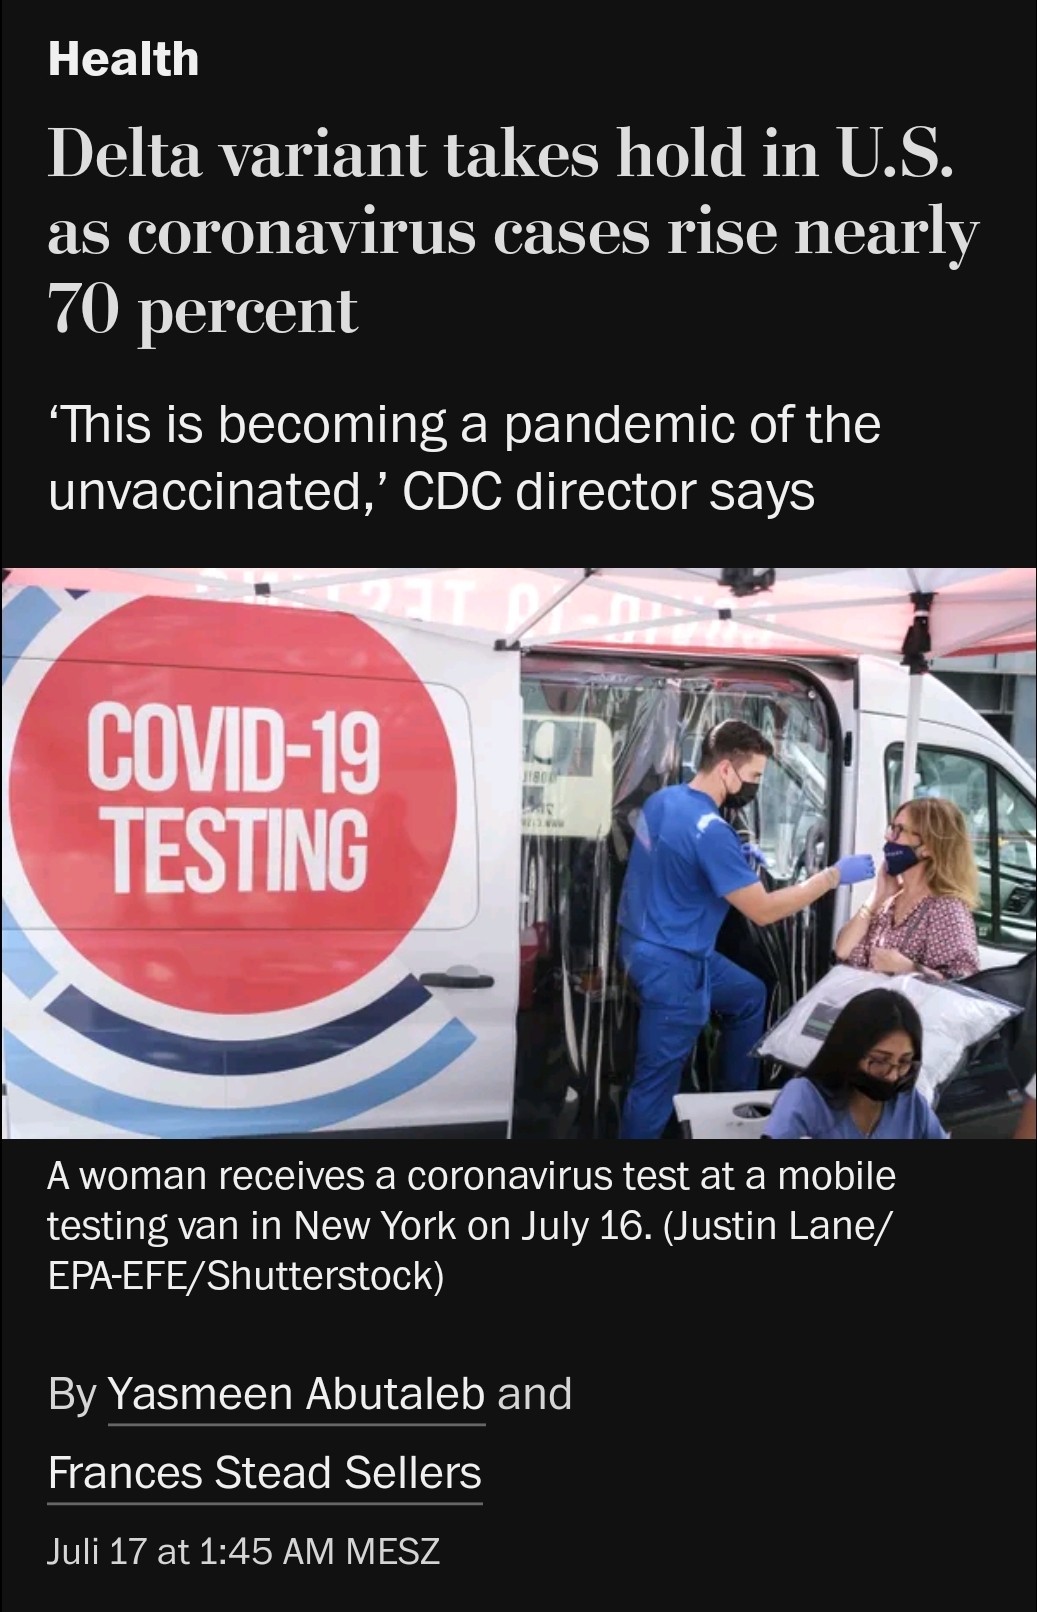 Health
Delta variant takes hold in U.S.
as coronavirus cases rise nearly
70 percent
‘This is becoming a pandemic of the
unvaccinated,’ CDC director says
COVID-19 TESTING
COVID-19
TESTING
A woman receives a coronavirus test at a mobile
testing van in New York on July 16. (Justin Lane/
EPA-EFE/Shutterstock)
By Yasmeen Abutaleb and
Frances Stead Sellers
Juli 17 at 1:45 AM MESZ